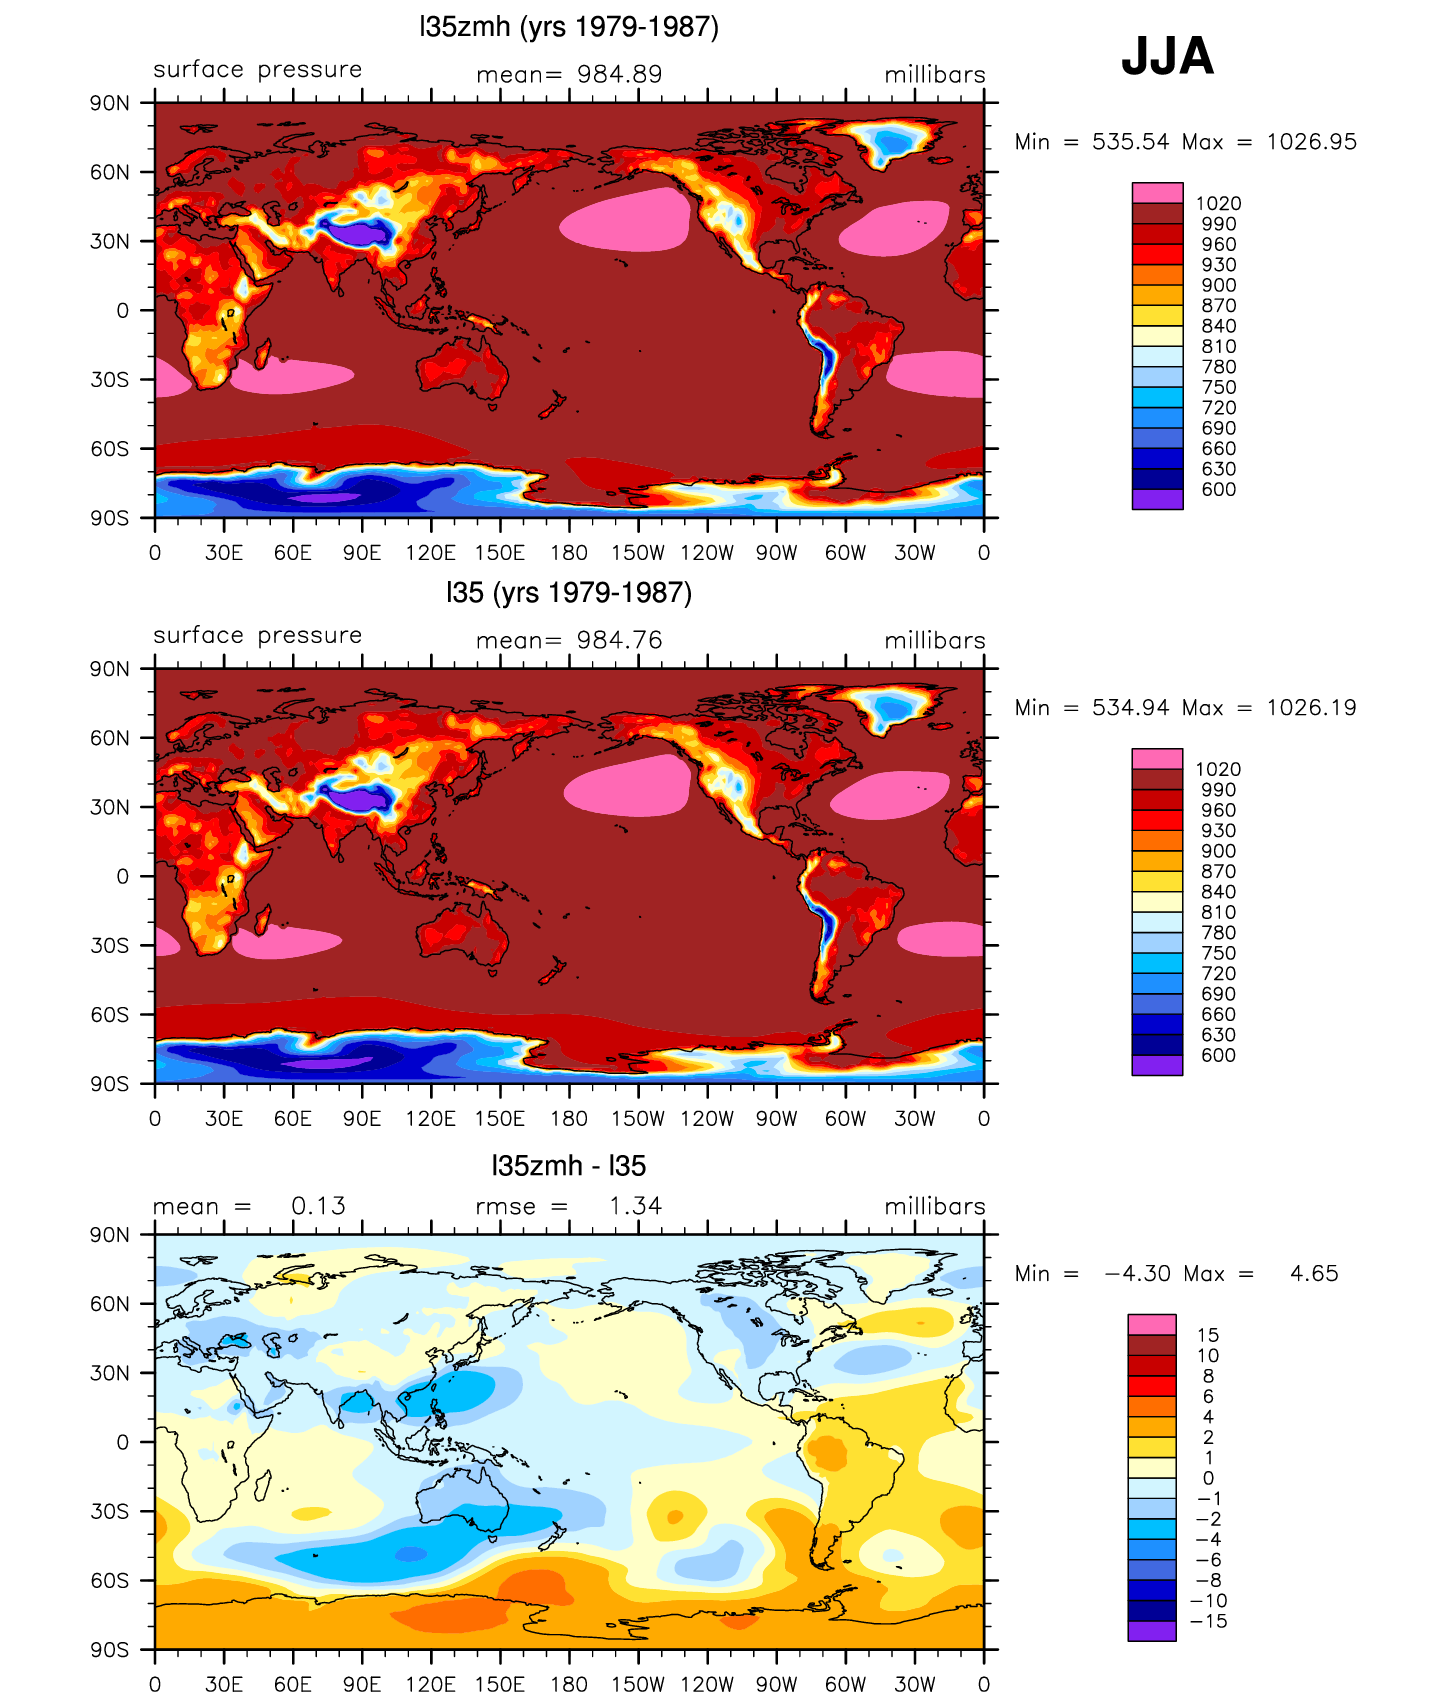 l35zmh (yrs 1979-1987)
JJA
surface pressure mean= 984.89 millibars
Min = 535.54 Max = 1026.95
90N
60N
30N
0
30S
60S
90S
0 30E 60E 90E 120E 150E 180 150W 120W 90W 60W 30W 0
1020
990
960
930
900
870
840
810
780
750
720
690
660
630
600
l35 (yrs 1979-1987)
surface pressure mean= 984.76 millibars
Min = 534.94 Max = 1026.19
90N
60N
30N
0
30S
60S
90S
0 30E 60E 90E 120E 150E 180 150W 120W 90W 60W 30W 0
1020
990
960
930
900
870
840
810
780
750
720
690
660
630
600
l35zmh - l35
mean = 0.13 rmse = 1.34 millibars
Min = −4.30 Max = 4.65
90N
60N
30N
0
30S
60S
90S
0 30E 60E 90E 120E 150E 180 150W 120W 90W 60W 30W 0
15
10
8
6
4
2
1
0
−1
−2
−4
−6
−8
−10
−15